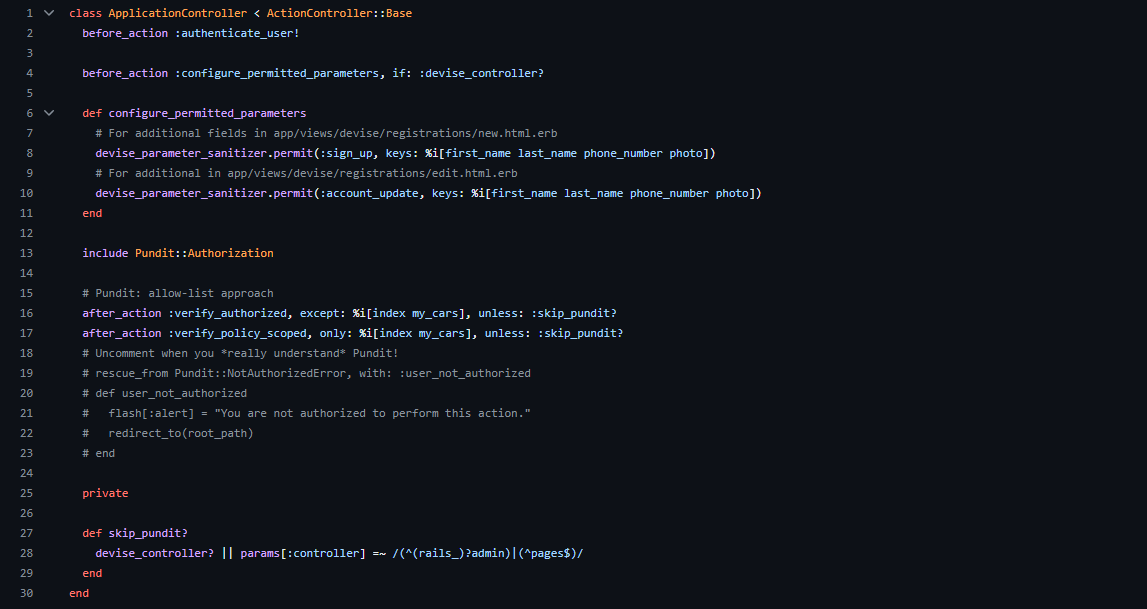 1 class ApplicationController < ActionController::Base
2   before_action :authenticate_user!
3
4   before_action :configure_permitted_parameters, if: :devise_controller?
5
6   def configure_permitted_parameters
7     # For additional fields in app/views/devise/registrations/new.html.erb
8     devise_parameter_sanitizer.permit(:sign_up, keys: %i[first_name last_name phone_number photo])
9     # For additional in app/views/devise/registrations/edit.html.erb
10     devise_parameter_sanitizer.permit(:account_update, keys: %i[first_name last_name phone_number photo])
11   end
12
13   include Pundit::Authorization
14
15   # Pundit: allow-list approach
16   after_action :verify_authorized, except: %i[index my_cars], unless: :skip_pundit?
17   after_action :verify_policy_scoped, only: %i[index my_cars], unless: :skip_pundit?
18   # Uncomment when you *really understand* Pundit!
19   # rescue_from Pundit::NotAuthorizedError, with: :user_not_authorized
20   # def user_not_authorized
21   #   flash[:alert] = "You are not authorized to perform this action."
22   #   redirect_to(root_path)
23   # end
24
25   private
26
27   def skip_pundit?
28     devise_controller? || params[:controller] =~ /(^(rails_)?admin)|(^pages$)/
29   end
30 end